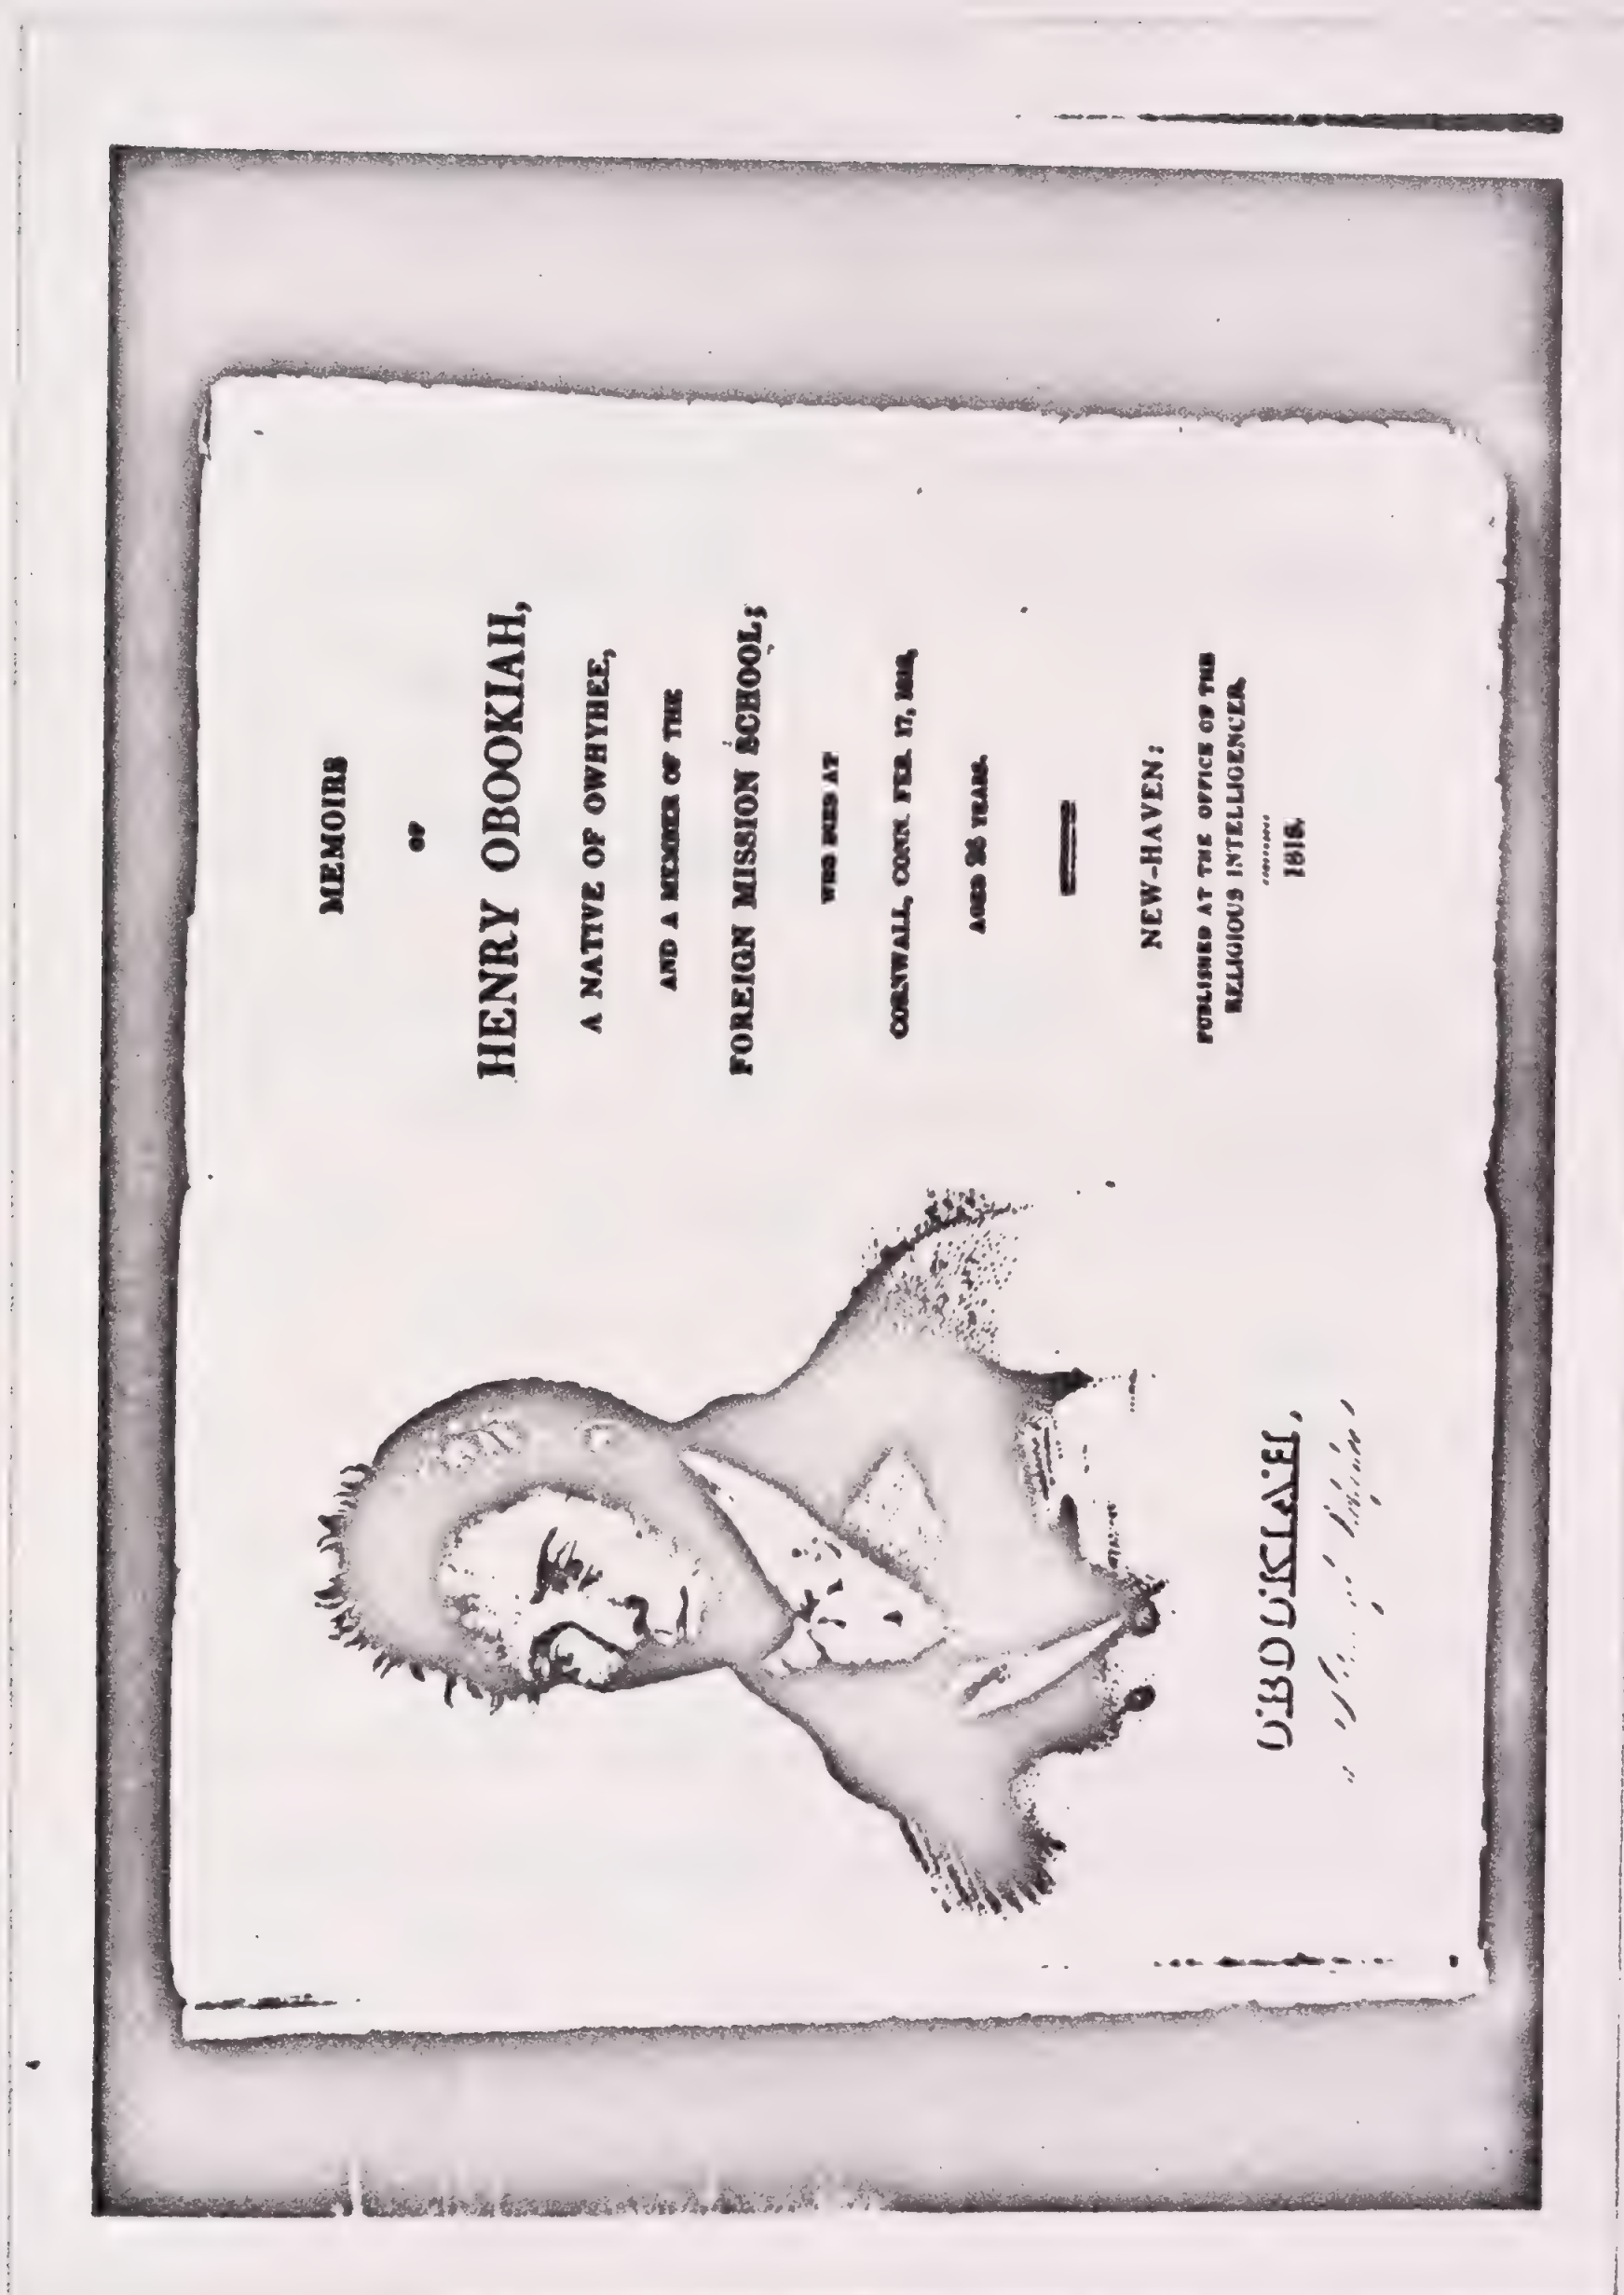 OBOOKIAH,
MEMOIRS
OF
HENRY OBOOKIAH,
A NATIVE OF OWHYHEE,
AND A MEMBER OF THE
FOREIGN MISSION SCHOOL;
WHO DIED AT
CORNWALL, CONN. FEB. 17, 1818,
AGED 26 YEARS.
NEW-HAVEN:
PUBLISHED AT THE OFFICE OF THE
RELIGIOUS INTELLIGENCER.
1818.